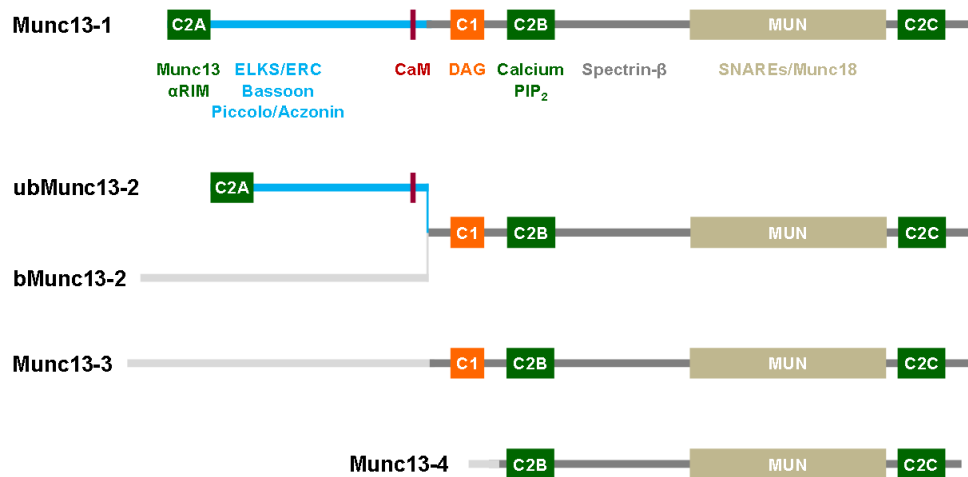 Munc13-1 C2A C1 C2B MUN C2C
Munc13 ELKS/ERC CaM DAG Calcium Spectrin-β SNAREs/Munc18
αRIM Bassoon PIP₂
Piccolo/Aczonin
ubMunc13-2 C2A
C1 C2B MUN C2C
bMunc13-2
Munc13-3 C1 C2B MUN C2C
Munc13-4 C2B MUN C2C